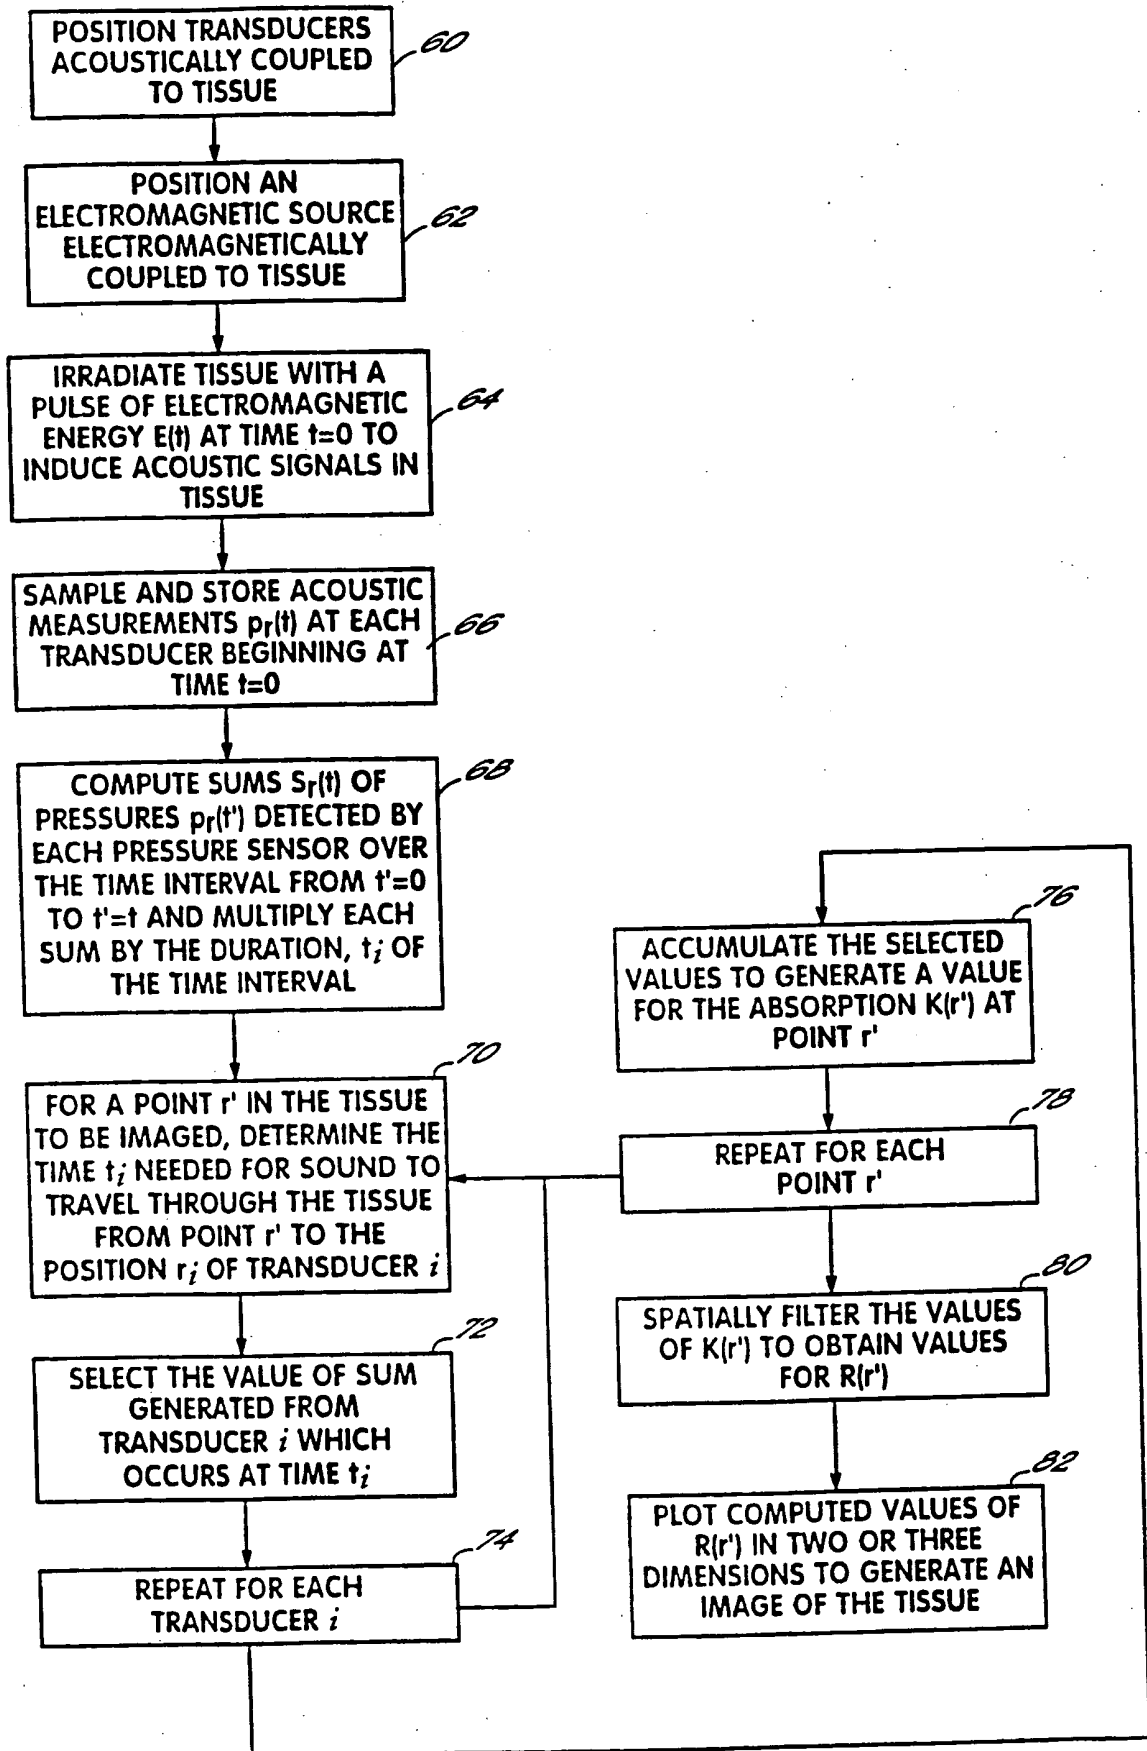 POSITION TRANSDUCERS
ACOUSTICALLY COUPLED
TO TISSUE
60
POSITION AN
ELECTROMAGNETIC SOURCE
ELECTROMAGNETICALLY
COUPLED TO TISSUE
62
IRRADIATE TISSUE WITH A
PULSE OF ELECTROMAGNETIC
ENERGY E(t) AT TIME t=0 TO
INDUCE ACOUSTIC SIGNALS IN
TISSUE
64
SAMPLE AND STORE ACOUSTIC
MEASUREMENTS pr(t) AT EACH
TRANSDUCER BEGINNING AT
TIME t=0
66
COMPUTE SUMS Sr(t) OF
PRESSURES pr(t') DETECTED BY
EACH PRESSURE SENSOR OVER
THE TIME INTERVAL FROM t'=0
TO t'=t AND MULTIPLY EACH
SUM BY THE DURATION, ti OF
THE TIME INTERVAL
68
FOR A POINT r' IN THE TISSUE
TO BE IMAGED, DETERMINE THE
TIME ti NEEDED FOR SOUND TO
TRAVEL THROUGH THE TISSUE
FROM POINT r' TO THE
POSITION ri OF TRANSDUCER i
70
SELECT THE VALUE OF SUM
GENERATED FROM
TRANSDUCER i WHICH
OCCURS AT TIME ti
72
REPEAT FOR EACH
TRANSDUCER i
74
ACCUMULATE THE SELECTED
VALUES TO GENERATE A VALUE
FOR THE ABSORPTION K(r') AT
POINT r'
76
REPEAT FOR EACH
POINT r'
78
SPATIALLY FILTER THE VALUES
OF K(r') TO OBTAIN VALUES
FOR R(r')
80
PLOT COMPUTED VALUES OF
R(r') IN TWO OR THREE
DIMENSIONS TO GENERATE AN
IMAGE OF THE TISSUE
82